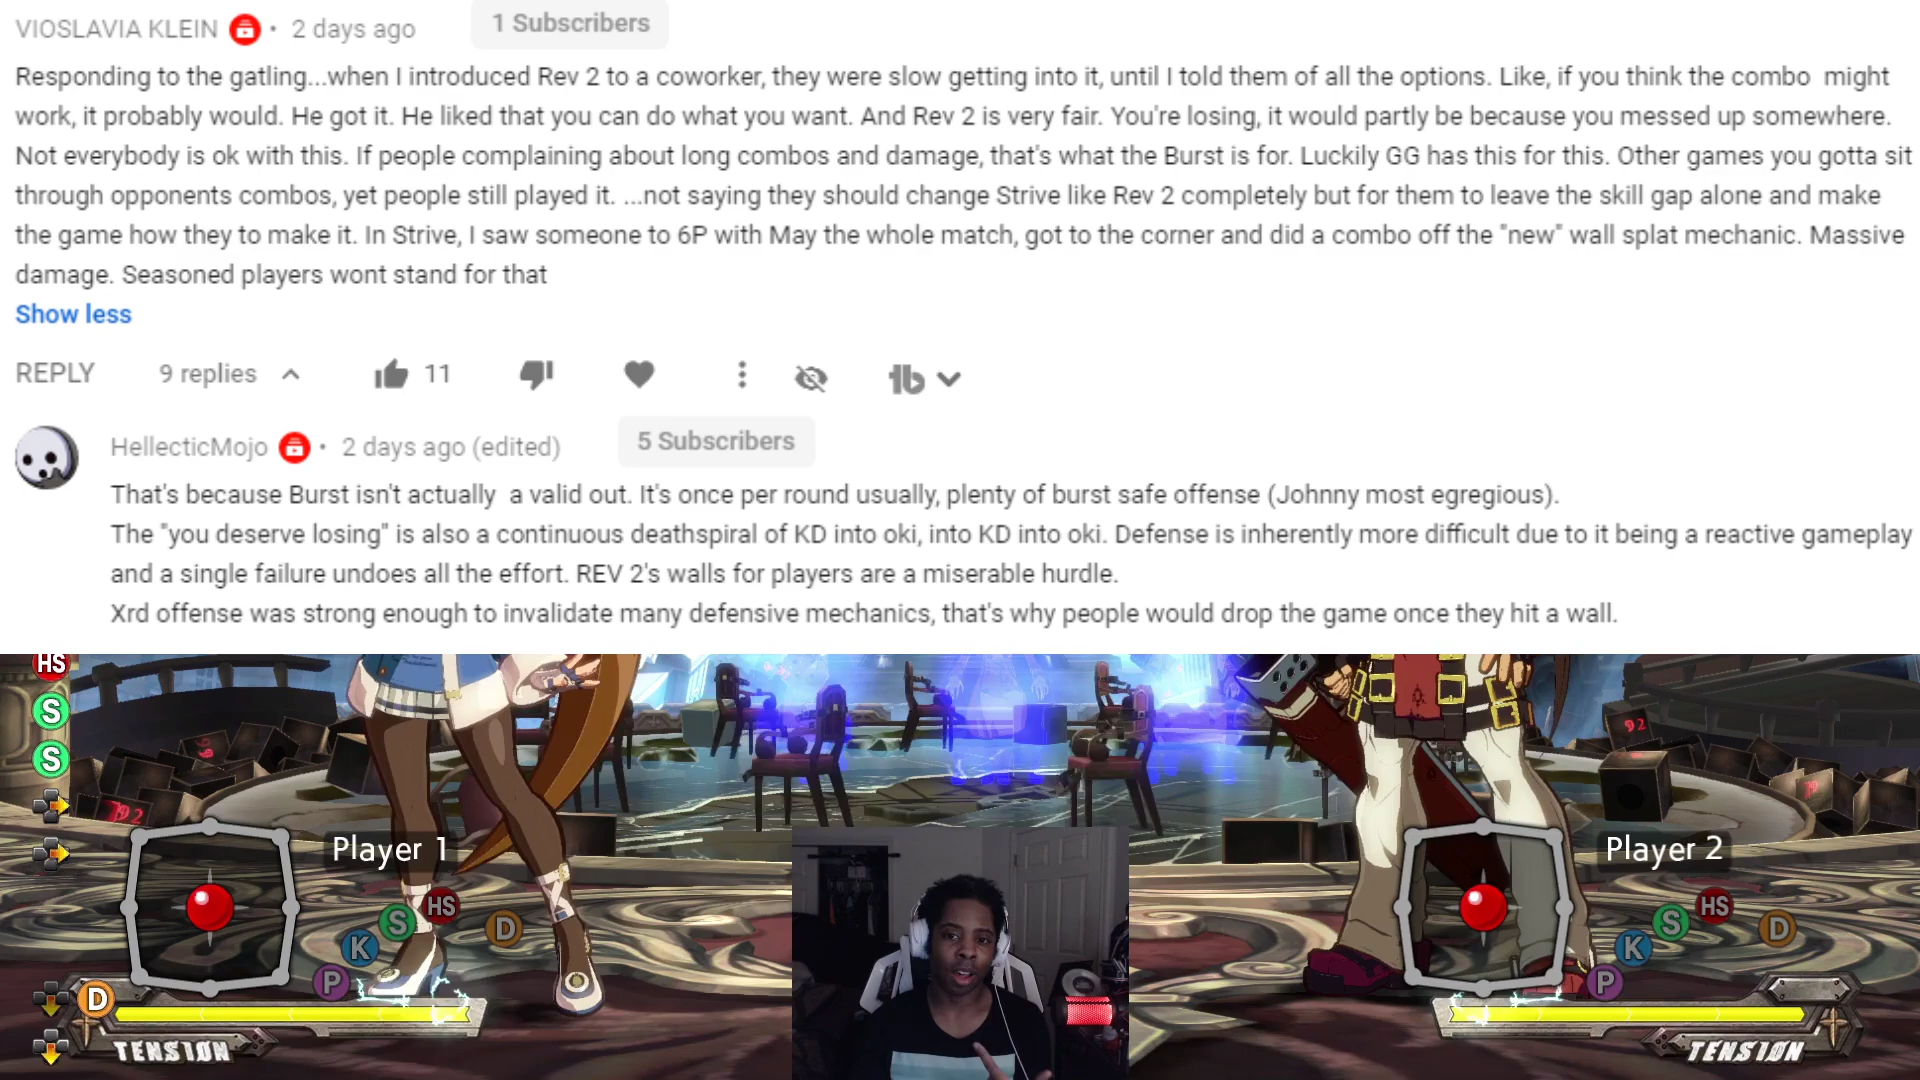 VIOSLAVIA KLEIN • 2 days ago 1 Subscribers
Responding to the gatling...when I introduced Rev 2 to a coworker, they were slow getting into it, until I told them of all the options. Like, if you think the combo might
work, it probably would. He got it. He liked that you can do what you want. And Rev 2 is very fair. You're losing, it would partly be because you messed up somewhere.
Not everybody is ok with this. If people complaining about long combos and damage, that's what the Burst is for. Luckily GG has this for this. Other games you gotta sit
through opponents combos, yet people still played it. ...not saying they should change Strive like Rev 2 completely but for them to leave the skill gap alone and make
the game how they to make it. In Strive, I saw someone to 6P with May the whole match, got to the corner and did a combo off the "new" wall splat mechanic. Massive
damage. Seasoned players wont stand for that
Show less
REPLY 9 replies 11
HellecticMojo • 2 days ago (edited) 5 Subscribers
That's because Burst isn't actually a valid out. It's once per round usually, plenty of burst safe offense (Johnny most egregious).
The "you deserve losing" is also a continuous deathspiral of KD into oki, into KD into oki. Defense is inherently more difficult due to it being a reactive gameplay
and a single failure undoes all the effort. REV 2's walls for players are a miserable hurdle.
Xrd offense was strong enough to invalidate many defensive mechanics, that's why people would drop the game once they hit a wall.
HS
S
S
92
792
Player 1
Player 2
P K S HS D
P K S HS D
D
TENSION
TENSION